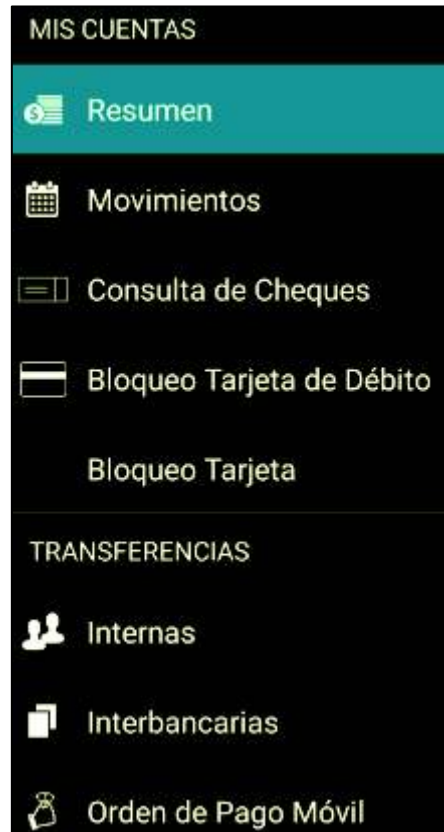 MIS CUENTAS
Resumen
Movimientos
Consulta de Cheques
Bloqueo Tarjeta de Débito
Bloqueo Tarjeta
TRANSFERENCIAS
Internas
Interbancarias
Orden de Pago Móvil